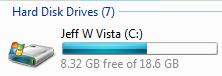 Hard Disk Drives (7)
Jeff W Vista (C:)
8.32 GB free of 18.6 GB